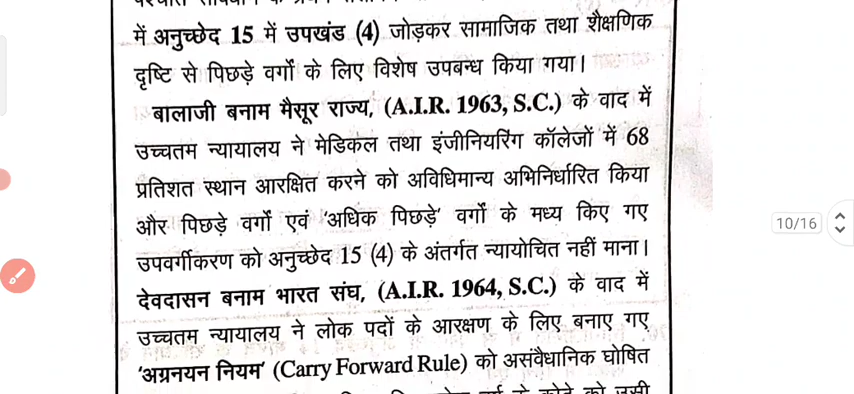 में अनुच्छेद 15 में उपखंड (4) जोड़कर सामाजिक तथा शैक्षणिक
दृष्टि से पिछड़े वर्गों के लिए विशेष उपबन्ध किया गया।
बालाजी बनाम मैसूर राज्य, (A.I.R. 1963, S.C.) के वाद में
उच्चतम न्यायालय ने मेडिकल तथा इंजीनियरिंग कॉलेजों में 68
प्रतिशत स्थान आरक्षित करने को अविधिमान्य अभिनिर्धारित किया
और पिछड़े वर्गों एवं 'अधिक पिछड़े' वर्गों के मध्य किए गए
उपवर्गीकरण को अनुच्छेद 15 (4) के अंतर्गत न्यायोचित नहीं माना।
देवदासन बनाम भारत संघ, (A.I.R. 1964, S.C.) के वाद में
उच्चतम न्यायालय ने लोक पदों के आरक्षण के लिए बनाए गए
'अग्रनयन नियम' (Carry Forward Rule) को असंवैधानिक घोषित
10/16